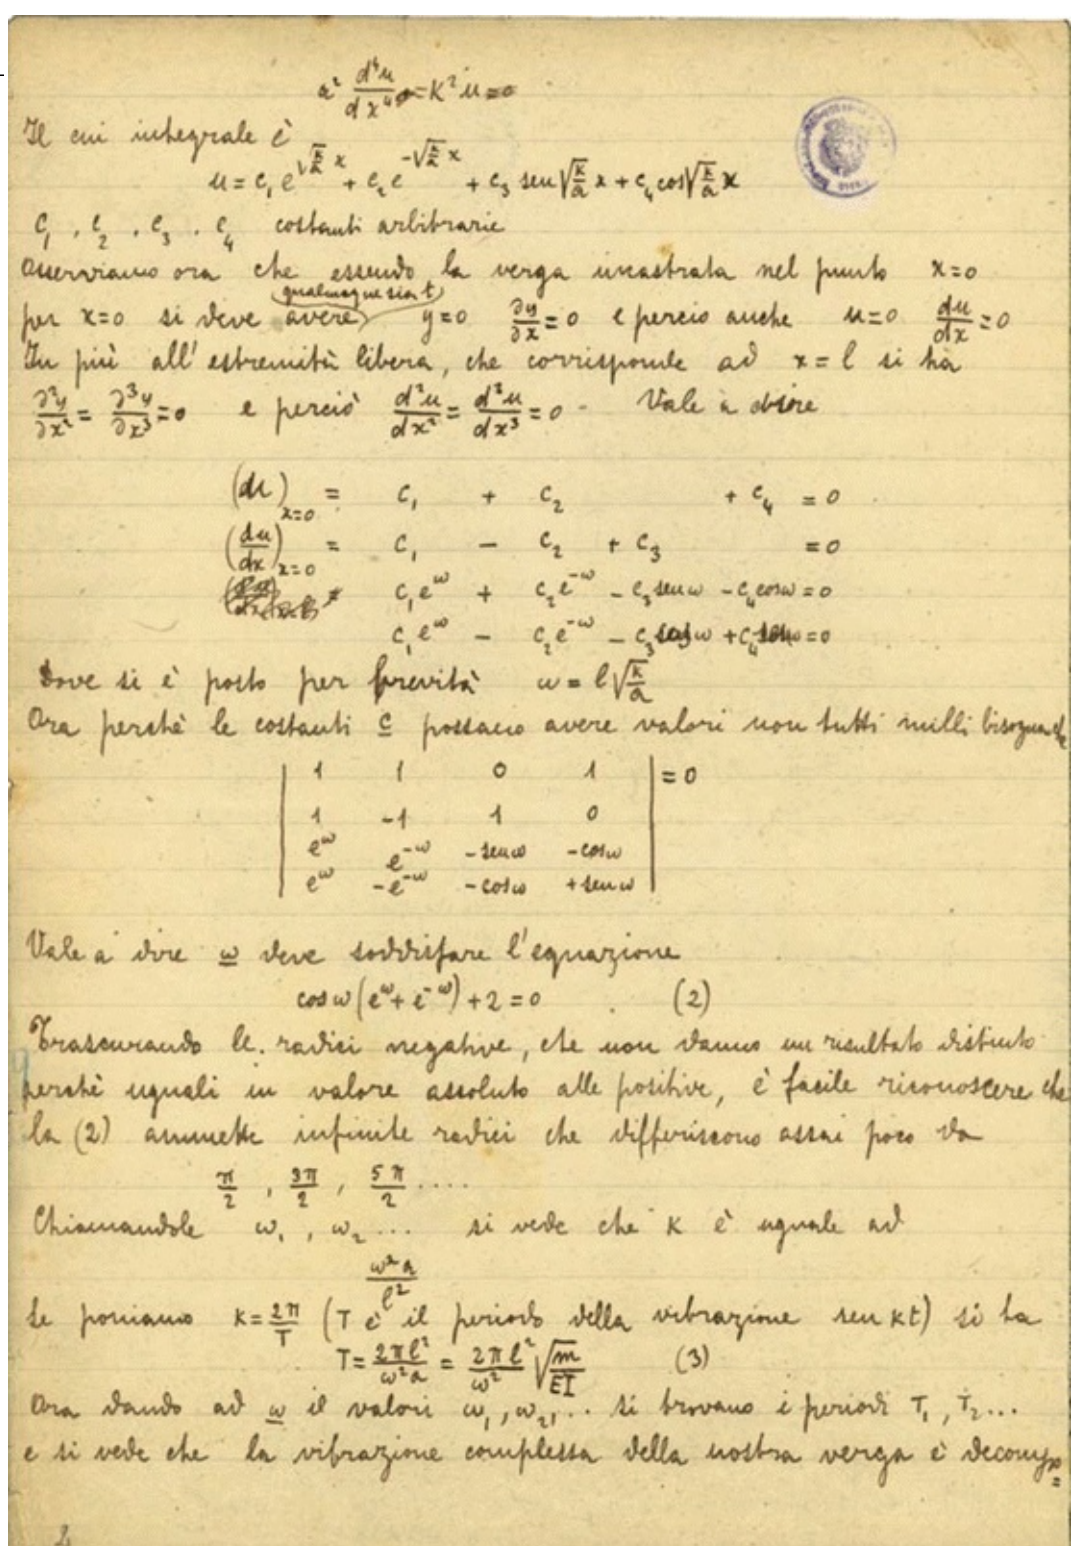 a² d⁴u/dx⁴ = K² u = 0
Il cui integrale è
u = c₁ e^{√(k/a) x} + c₂ e^{-√(k/a) x} + c₃ sen √(k/a) x + c₄ cos √(k/a) x
c₁, c₂, c₃, c₄ costanti arbitrarie
Osserviamo ora che essendo la verga incastrata nel punto x=0
(qualunque sia t)
per x=0 si deve avere y=0 ∂y/∂x=0 e percio anche u=0 du/dx=0
In più all'estremità libera, che corrisponde ad x = l si ha
∂²y/∂x² = ∂³y/∂x³ = 0 e perciò d²u/dx² = d³u/dx³ = 0 - Vale a dire
(u)ₓ₌₀ = c₁ + c₂ + c₄ = 0
(du/dx)ₓ₌₀ = c₁ - c₂ + c₃ = 0
c₁e^ω + c₂e^{-ω} - c₃ sen ω - c₄ cos ω = 0
c₁e^ω - c₂e^{-ω} - c₃ cos ω + c₄ sen ω = 0
Dove si è posto per brevità ω = l √(k/a)
Ora perchè le costanti c possano avere valori non tutti nulli bisogna che
| 1 1 0 1 | = 0
1 -1 1 0
e^ω e^{-ω} -sen ω -cos ω
e^ω -e^{-ω} -cos ω +sen ω
Vale a dire ω deve soddisfare l'equazione
cos ω (e^ω + e^{-ω}) + 2 = 0 (2)
Trascurando le radici negative, che non danno un risultato distinto
perchè uguali in valore assoluto alle positive, è facile riconoscere che
la (2) ammette infinite radici che differiscono assai poco da
π/2 , 3π/2 , 5π/2 ....
Chiamandole ω₁ , ω₂ ... si vede che K è uguale ad
ω²a/l²
Se poniamo K = 2π/T (T è il periodo della vibrazione sen Kt) si ha
T = 2πl²/ω²a = 2πl²/ω² √(m/EI) (3)
Ora dando ad ω il valori ω₁, ω₂, .. si trovano i periodi T₁, T₂ ...
e si vede che la vibrazione complessa della nostra verga è decompo=